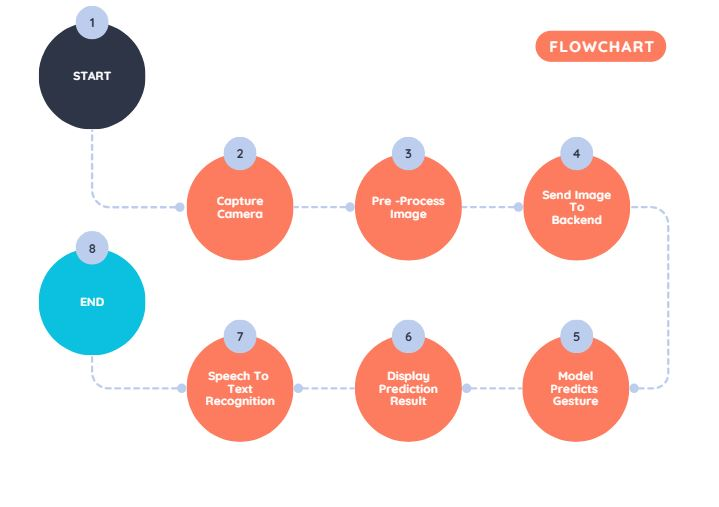 FLOWCHART
1
START
2
Capture
Camera
3
Pre -Process
Image
4
Send Image
To
Backend
5
Model
Predicts
Gesture
6
Display
Prediction
Result
7
Speech To
Text
Recognition
8
END